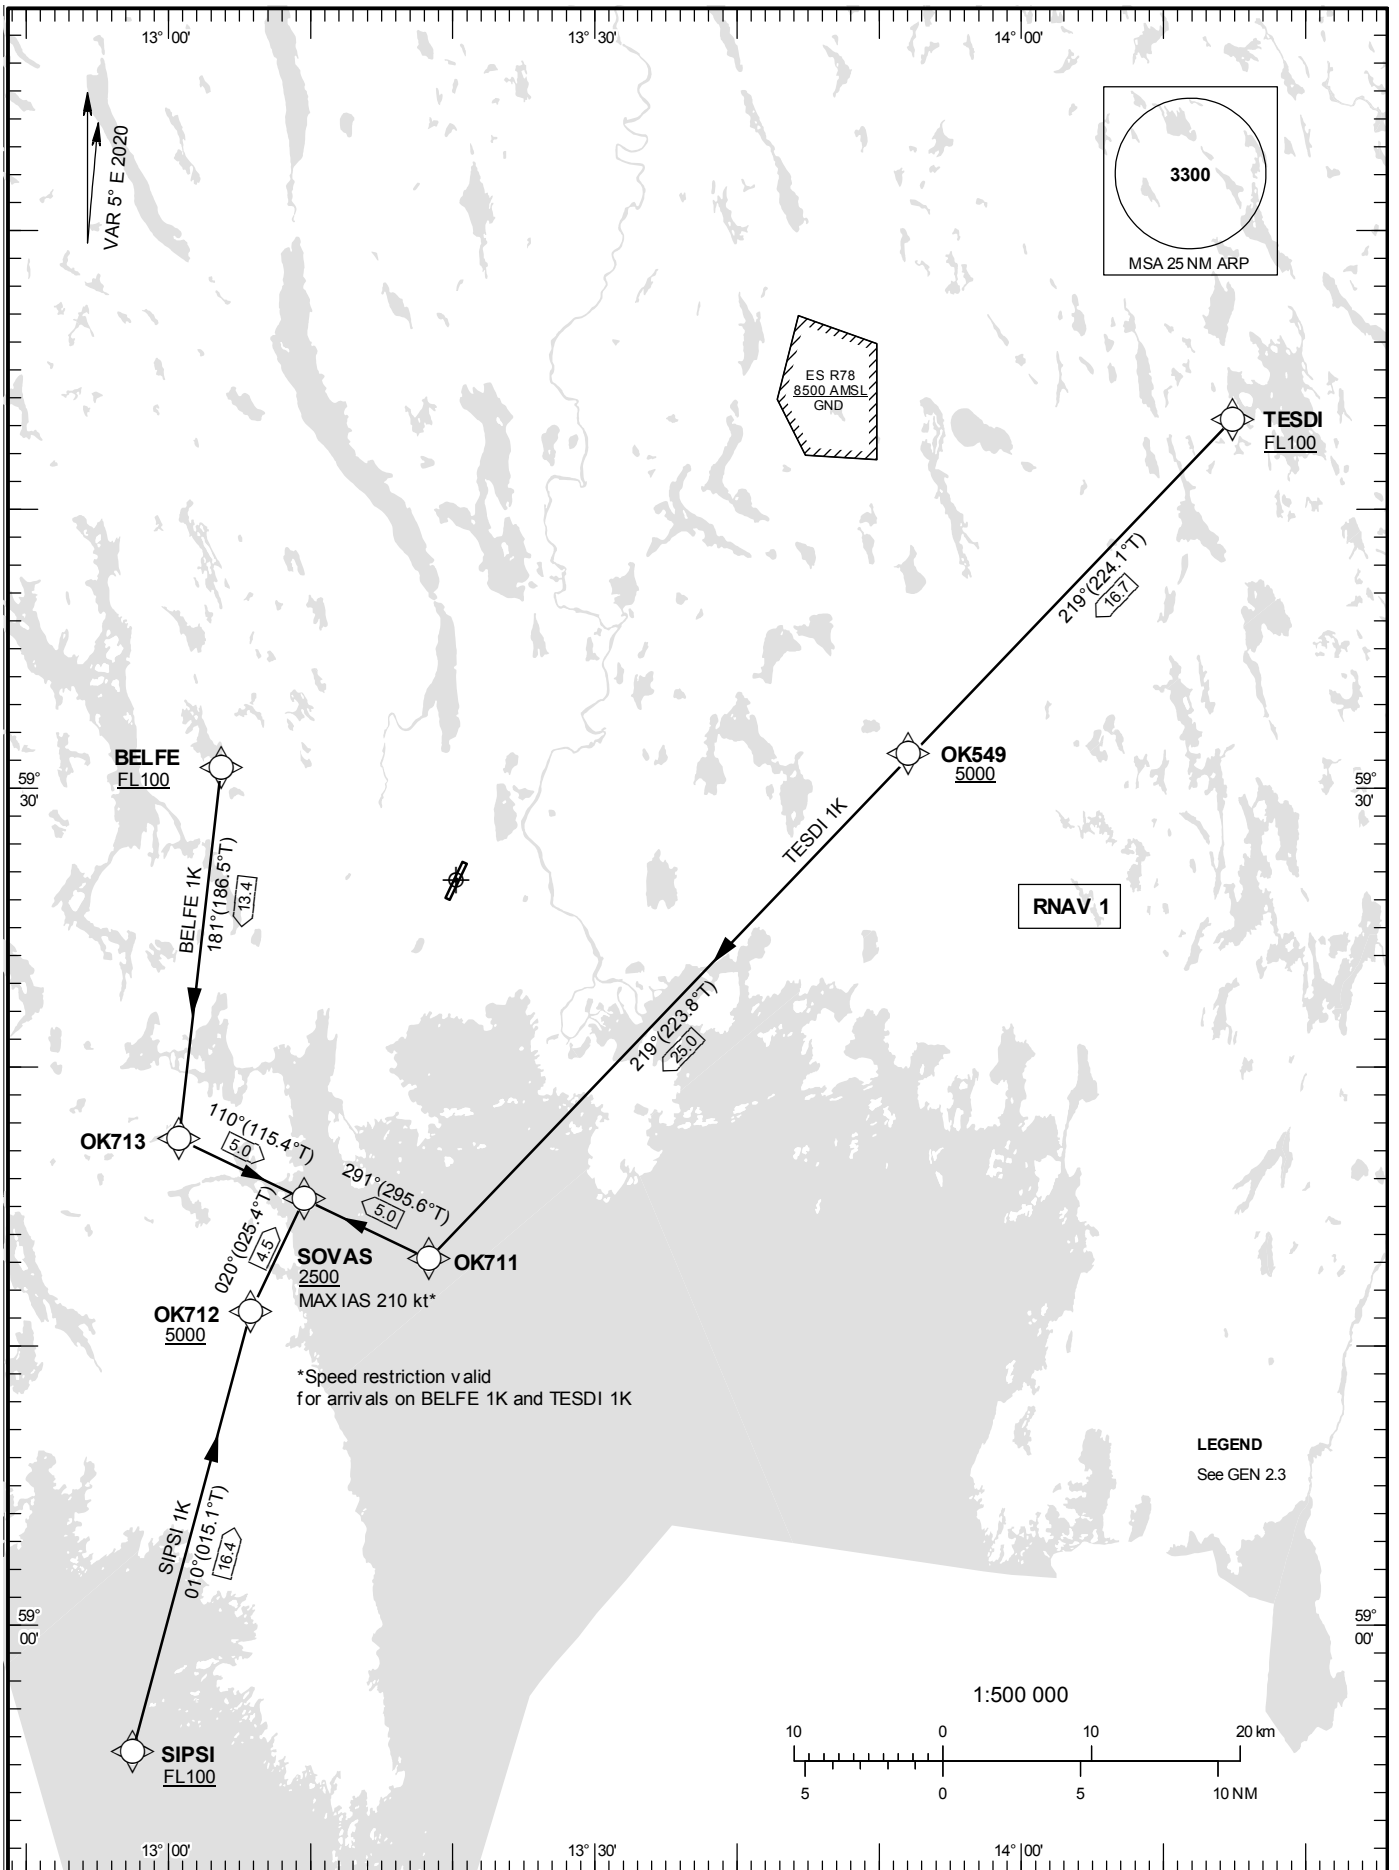 13° 00'
13° 30'
14° 00'
VAR 5° E 2020
3300
MSA 25 NM ARP
ES R78
8500 AMSL
GND
TESDI
FL100
219°(224.1°T)
16.7
BELFE
FL100
OK549
5000
59°
30'
59°
30'
TESDI 1K
BELFE 1K
181°(186.5°T)
13.4
RNAV 1
219°(223.8°T)
25.0
OK713
110°(115.4°T)
5.0
291°(295.6°T)
5.0
020°(025.4°T)
4.5
SOVAS
2500
MAX IAS 210 kt*
OK711
OK712
5000
*Speed restriction valid
for arrivals on BELFE 1K and TESDI 1K
LEGEND
See GEN 2.3
SIPSI 1K
010°(015.1°T)
16.4
59°
00'
59°
00'
1:500 000
10 0 10 20 km
5 0 5 10 NM
SIPSI
FL100
13° 00'
13° 30'
14° 00'